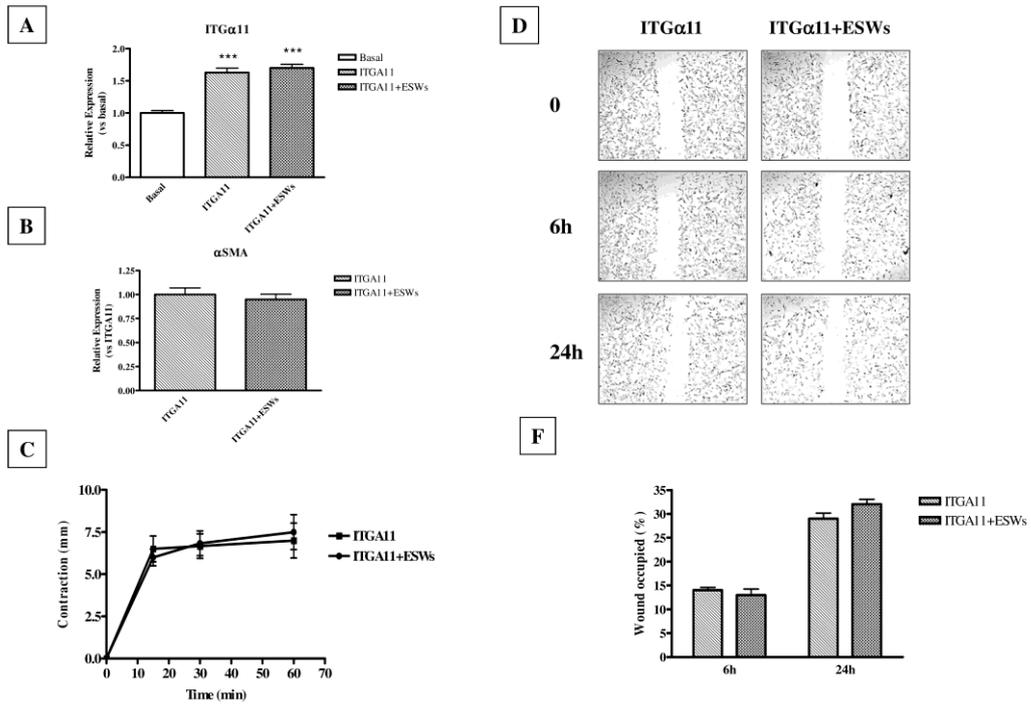 A
ITGα11
Relative Expression
(vs basal)
2.0
1.5
1.0
0.5
0.0
***
***
Basal
ITGA11
ITGA11+ESWs
Basal
ITGA11
ITGA11+ESWs
B
αSMA
Relative Expression
(vs ITGA11)
1.25
1.00
0.75
0.50
0.25
0.00
ITGA11
ITGA11+ESWs
ITGA11
ITGA11+ESWs
C
Contraction (mm)
10.0
7.5
5.0
2.5
0.0
0 10 20 30 40 50 60 70
Time (min)
ITGA11
ITGA11+ESWs
D
ITGα11 ITGα11+ESWs
0
6h
24h
F
Wound occupied (%)
35
30
25
20
15
10
5
0
6h 24h
ITGA11
ITGA11+ESWs